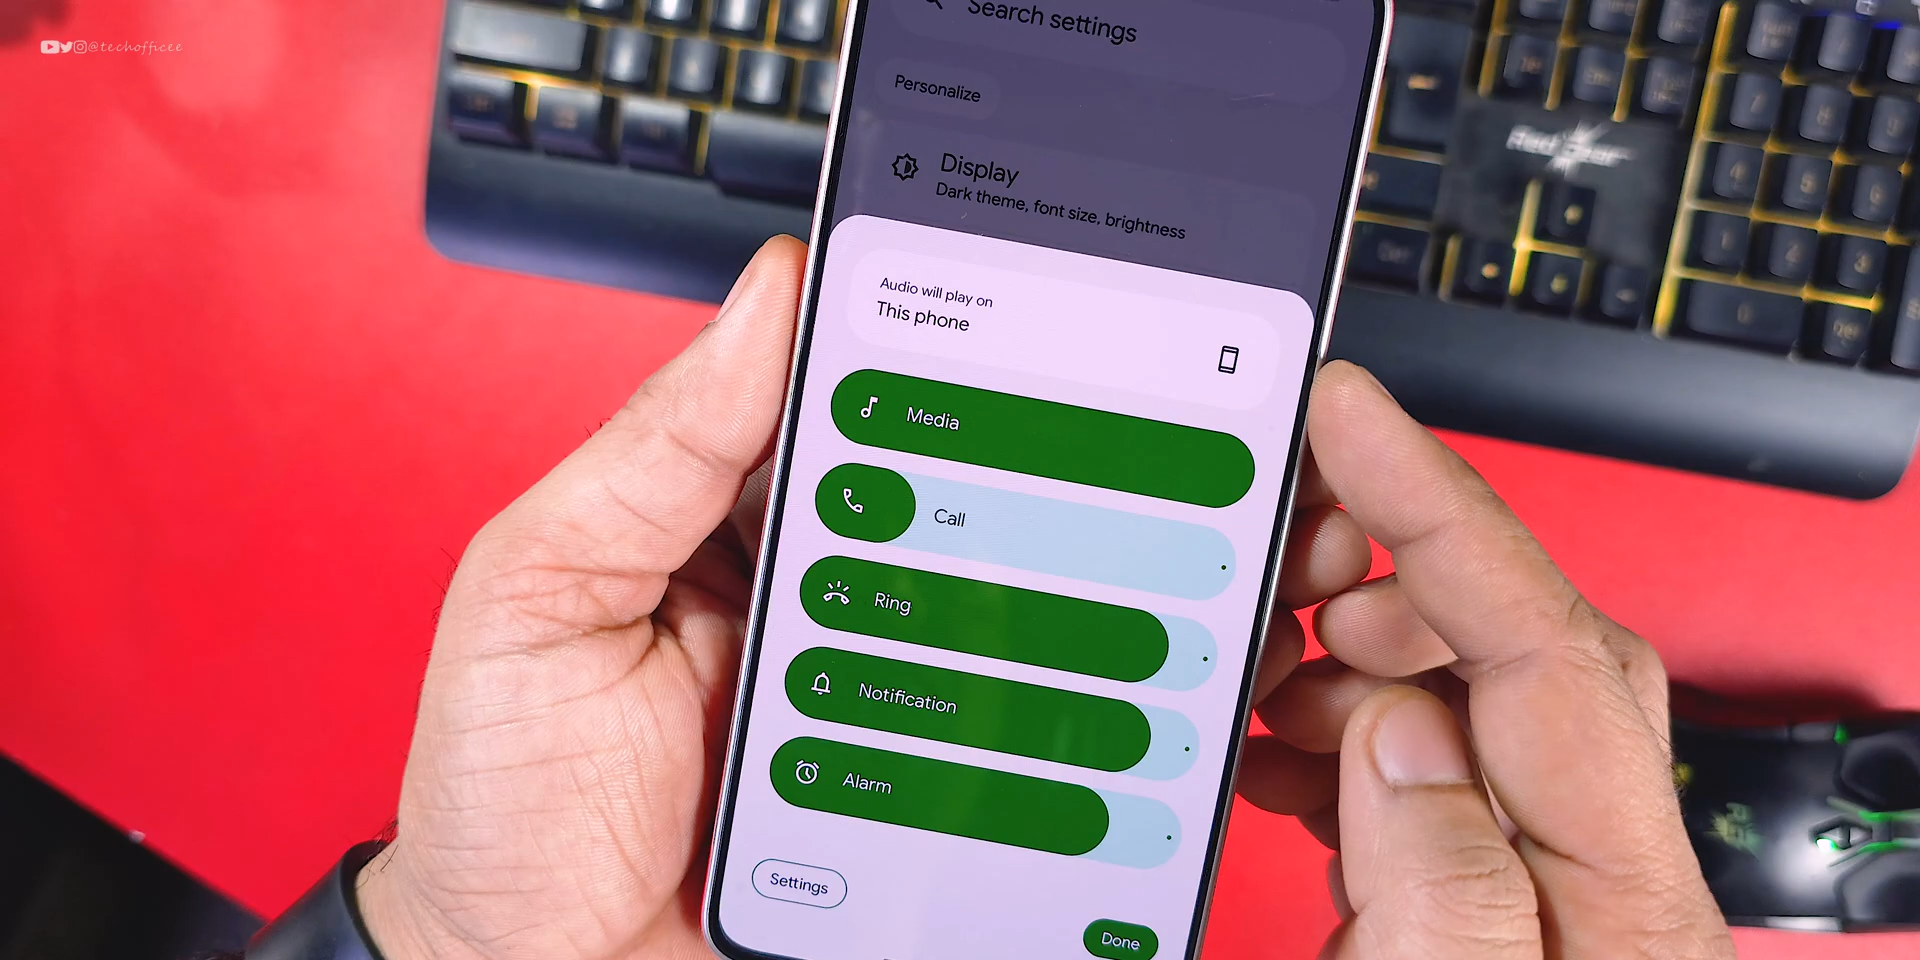 @techofficee
Search settings
Personalize
Display
Dark theme, font size, brightness
Audio will play on
This phone
Media
Call
Ring
Notification
Alarm
Settings
Done